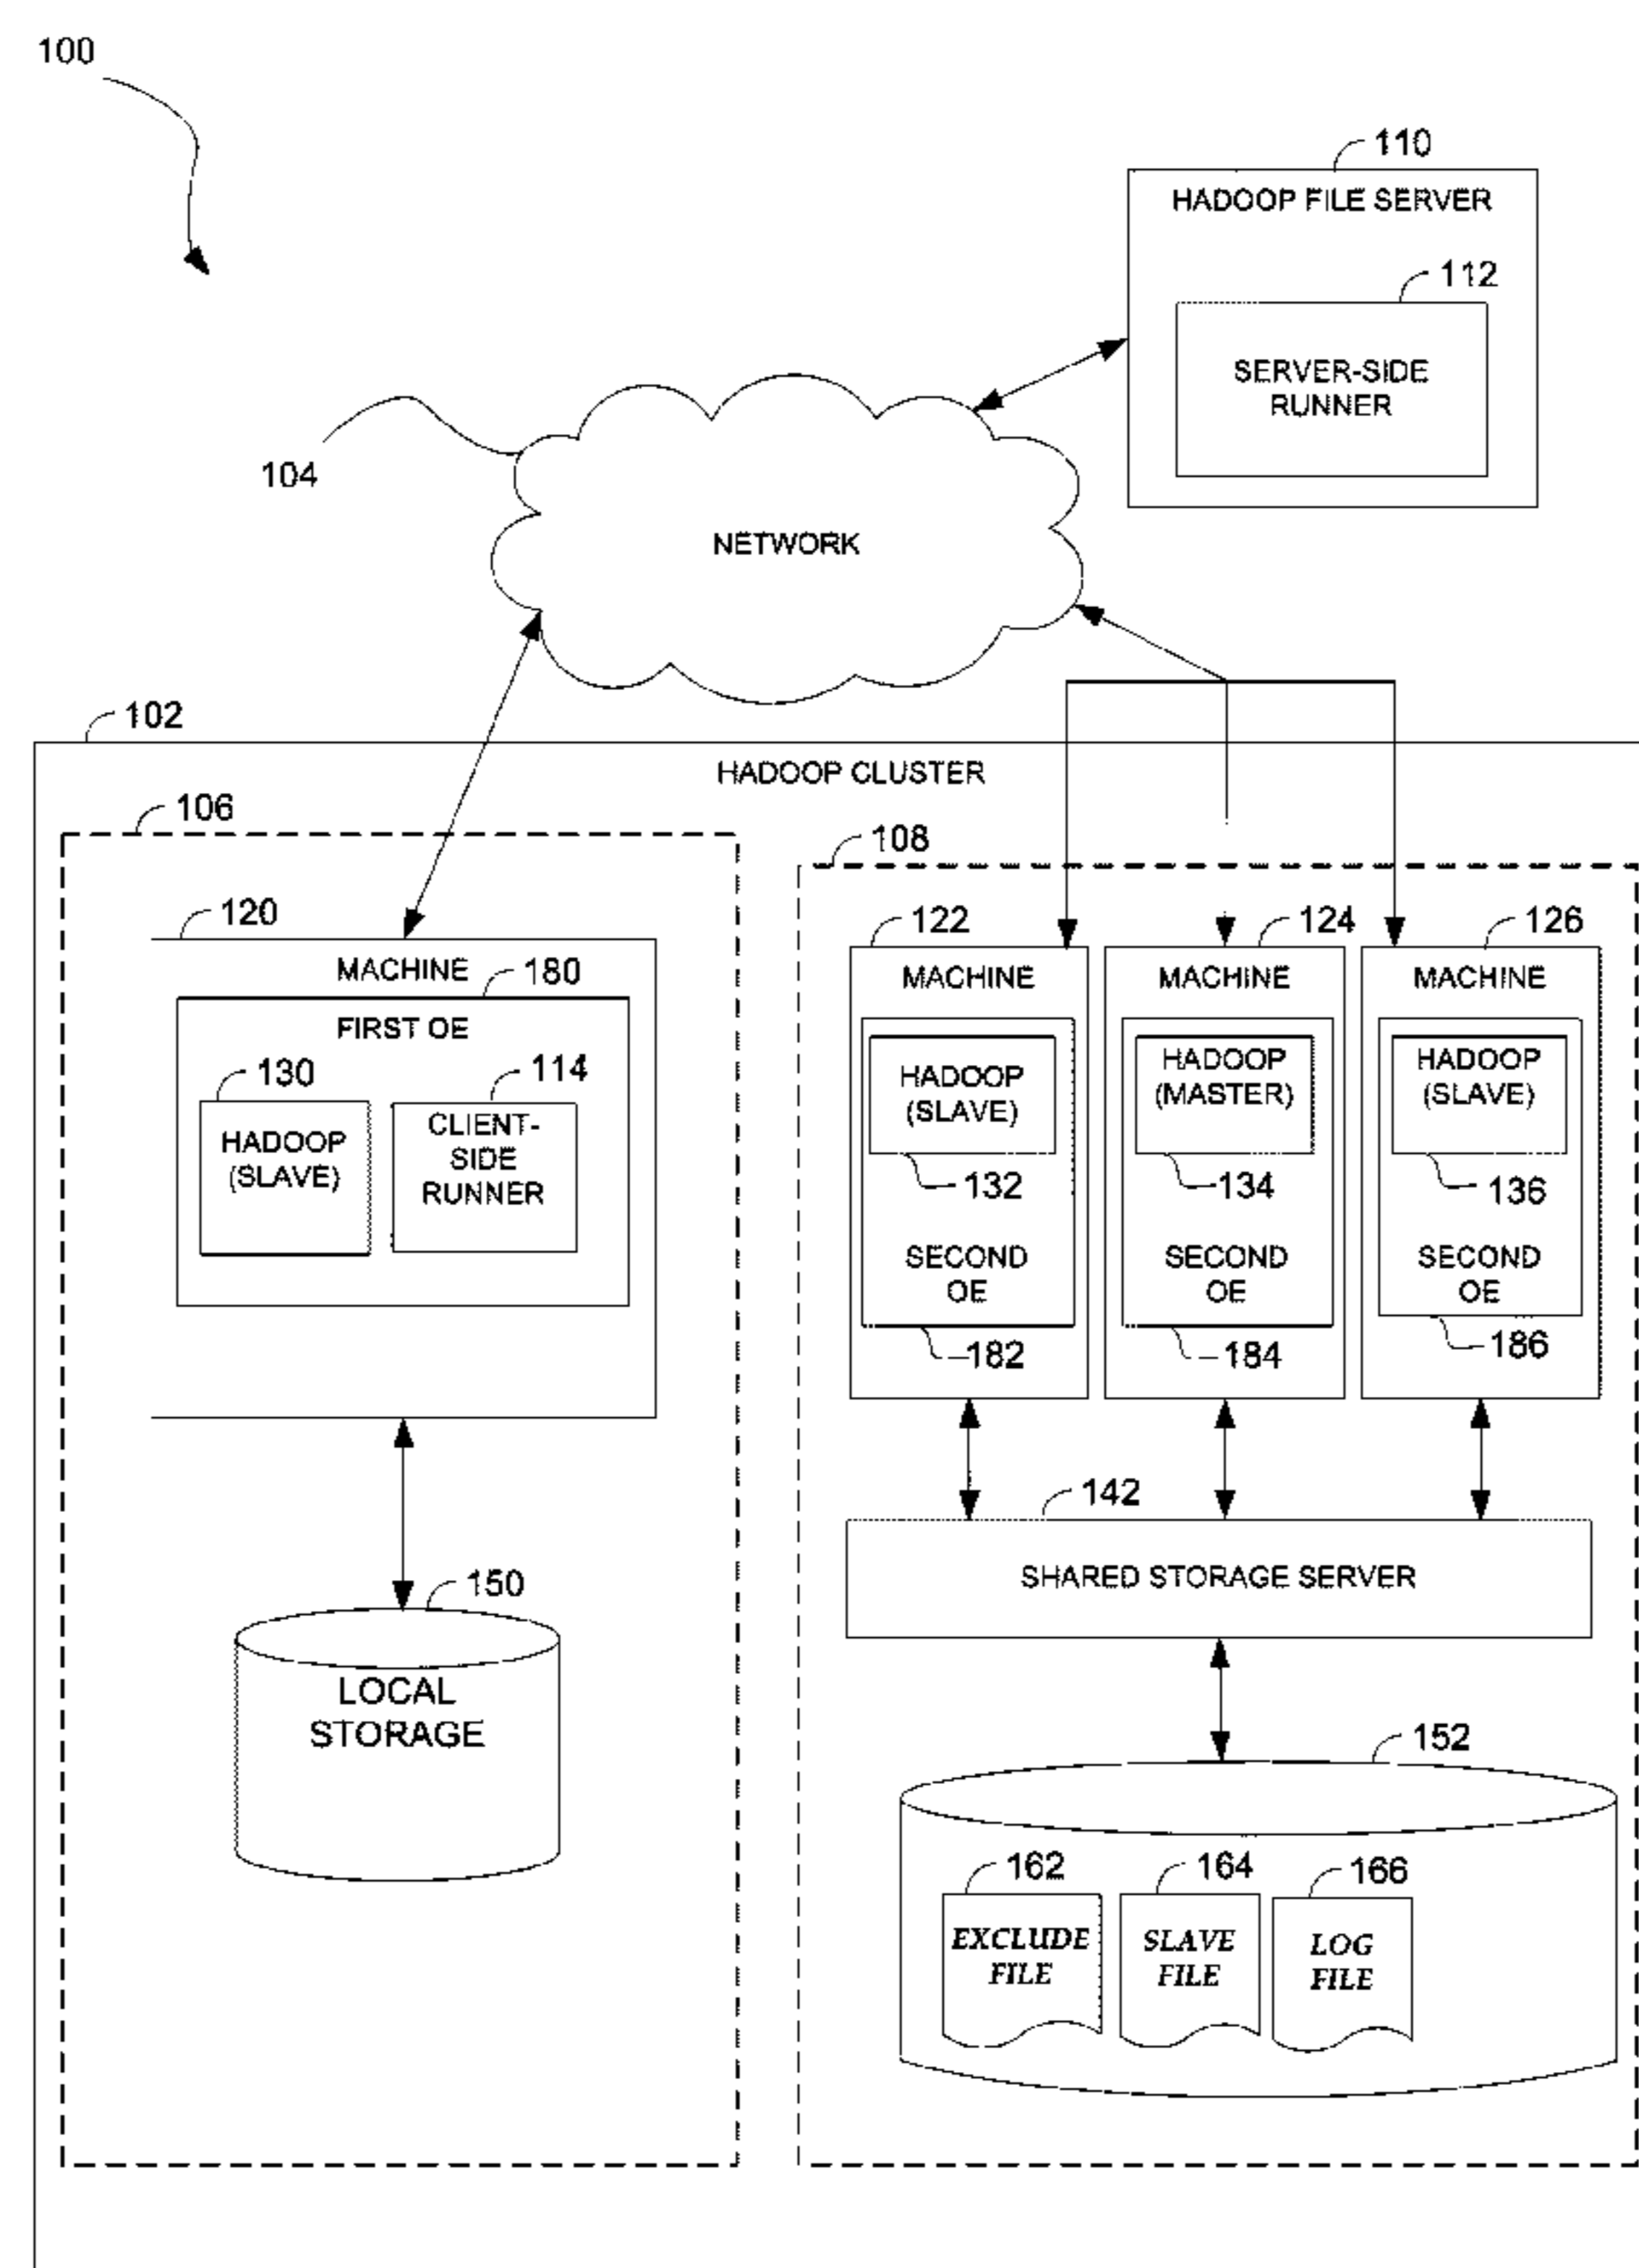 100
110
HADOOP FILE SERVER
112
SERVER-SIDE
RUNNER
104
NETWORK
102
HADOOP CLUSTER
106
108
120
MACHINE
180
FIRST OE
130
HADOOP
(SLAVE)
114
CLIENT-
SIDE
RUNNER
122
MACHINE
HADOOP
(SLAVE)
132
SECOND
OE
182
124
MACHINE
HADOOP
(MASTER)
134
SECOND
OE
184
126
MACHINE
HADOOP
(SLAVE)
136
SECOND
OE
186
142
SHARED STORAGE SERVER
150
LOCAL
STORAGE
152
162
EXCLUDE
FILE
164
SLAVE
FILE
166
LOG
FILE